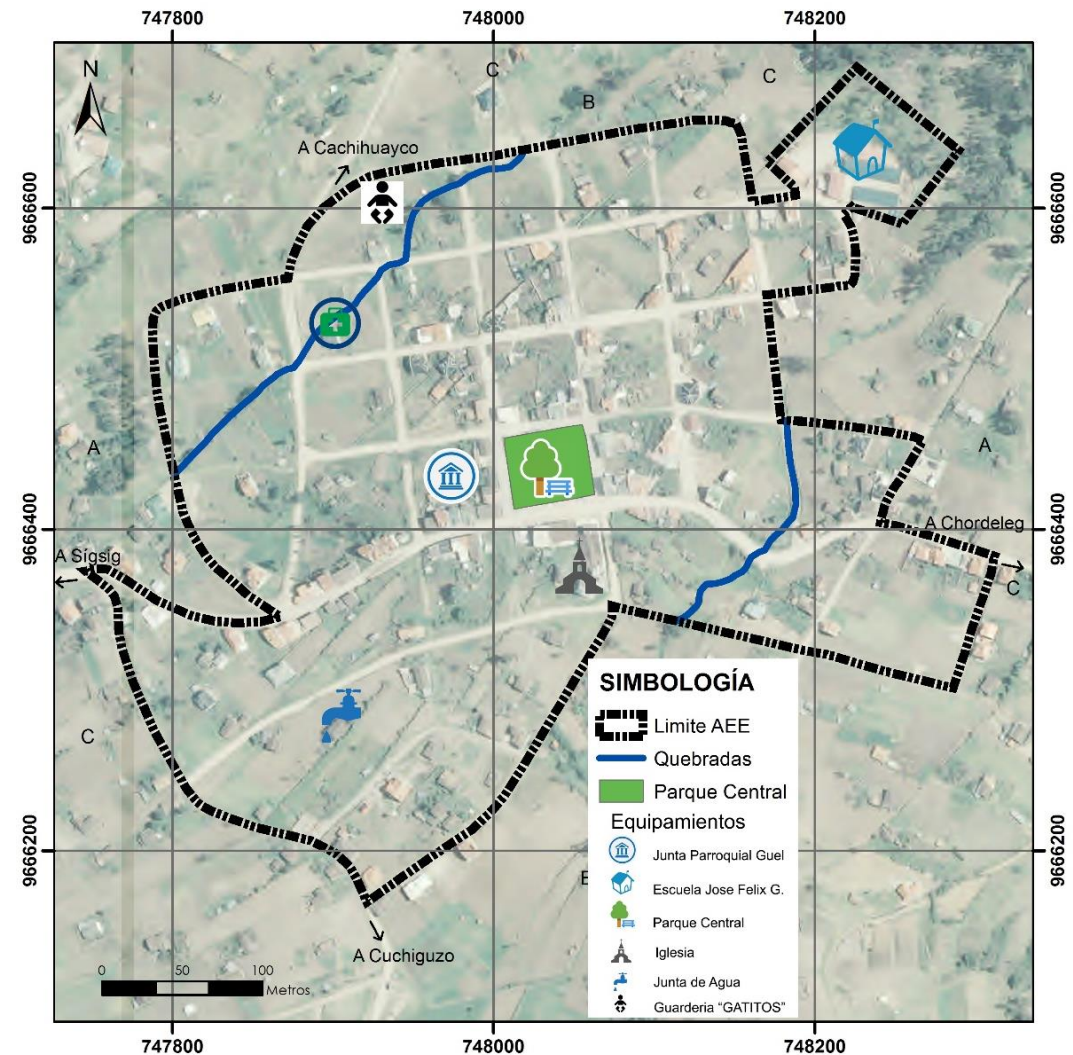 747800 748000 748200
N
C
C
B
A Cachihuayco
9666600
9666600
A
A
9666400
9666400
A Chordeleg
A Sígsig
C
C
SIMBOLOGÍA
Limite AEE
Quebradas
Parque Central
Equipamientos
Junta Parroquial Guel
Escuela Jose Felix G.
Parque Central
Iglesia
Junta de Agua
Guarderia "GATITOS"
9666200
9666200
A Cuchiguzo
0 50 100
Metros
747800 748000 748200